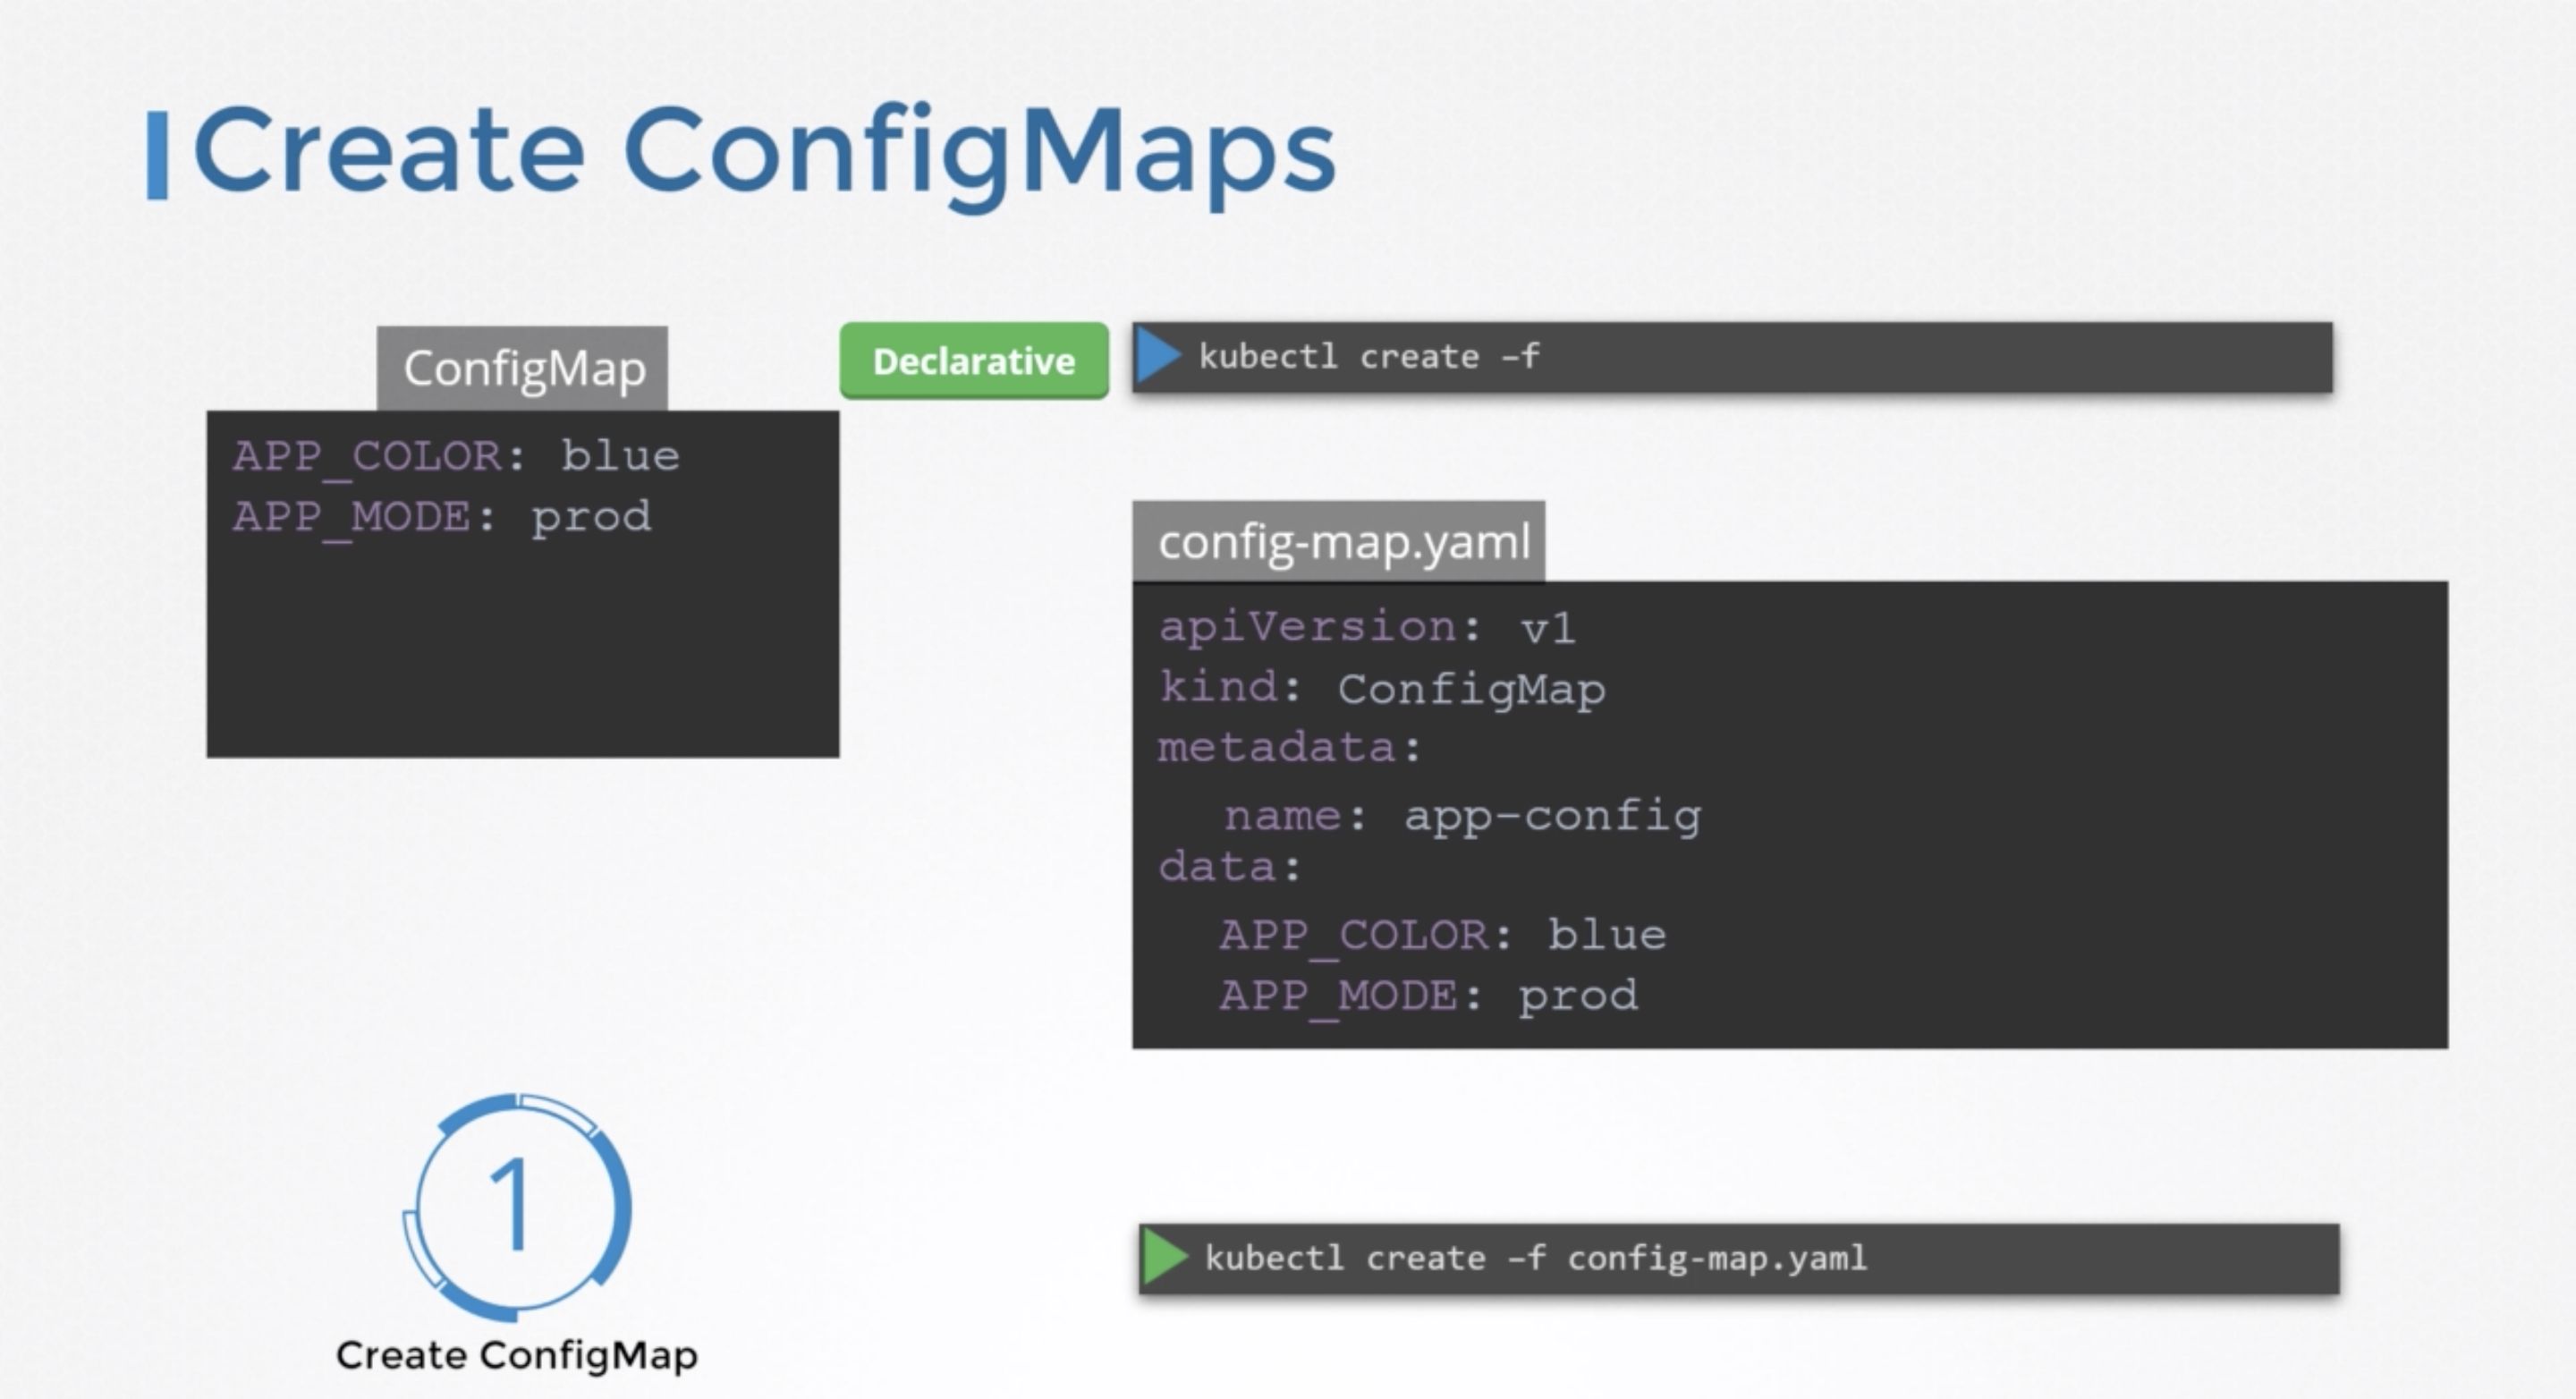 Create ConfigMaps
ConfigMap
APP_COLOR: blue
APP_MODE: prod
Declarative
kubectl create –f
config-map.yaml
apiVersion: v1
kind: ConfigMap
metadata:
name: app-config
data:
APP_COLOR: blue
APP_MODE: prod
1
Create ConfigMap
kubectl create –f config-map.yaml